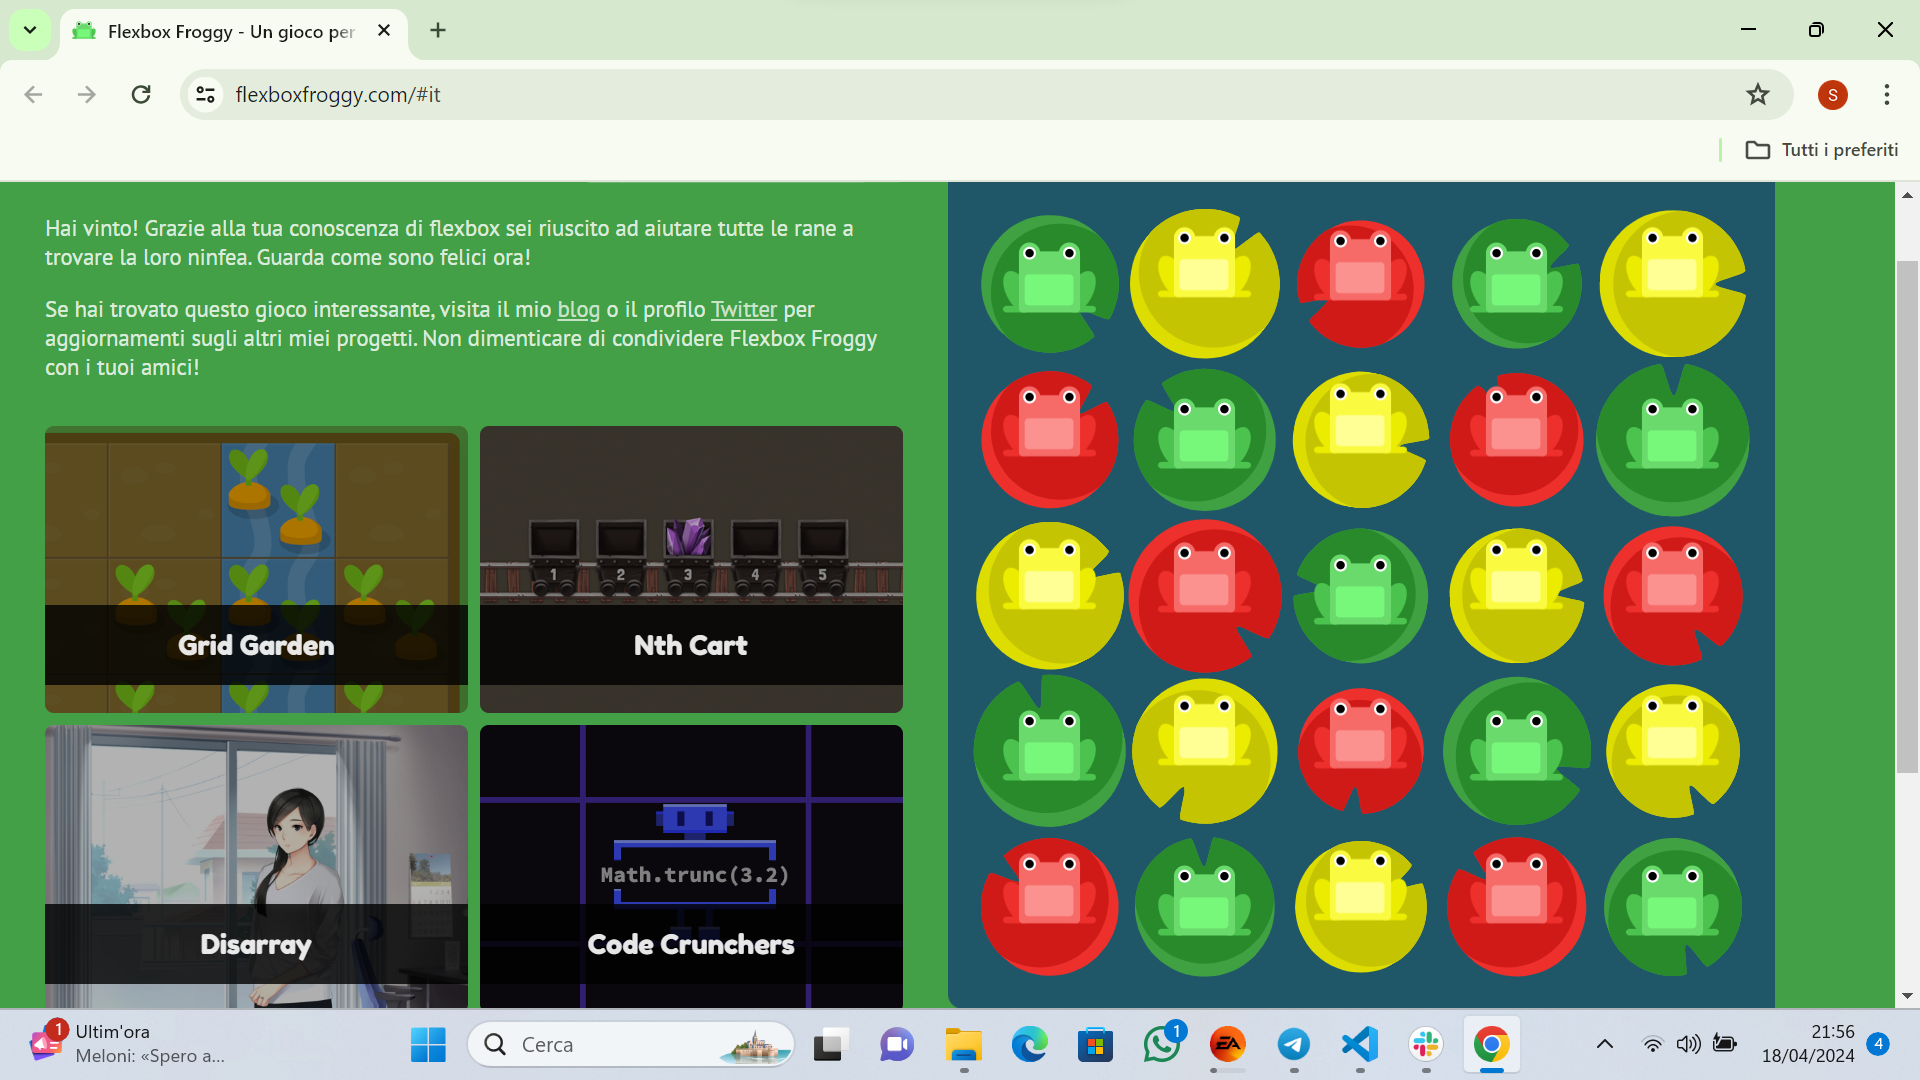 Flexbox Froggy - Un gioco per
flexboxfroggy.com/#it
S
Tutti i preferiti
Hai vinto! Grazie alla tua conoscenza di flexbox sei riuscito ad aiutare tutte le rane a
trovare la loro ninfea. Guarda come sono felici ora!
Se hai trovato questo gioco interessante, visita il mio blog o il profilo Twitter per
aggiornamenti sugli altri miei progetti. Non dimenticare di condividere Flexbox Froggy
con i tuoi amici!
1 2 3 4 5
Grid Garden
Nth Cart
Math.trunc(3.2)
Disarray
Code Crunchers
1
Ultim'ora
Meloni: «Spero a...
Cerca
1
EA
21:56
18/04/2024
4